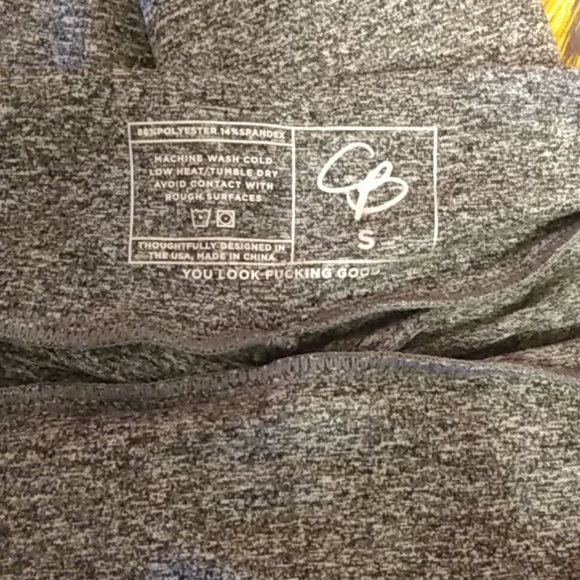 86%POLYESTER 14%SPANDEX
MACHINE WASH COLD
LOW HEAT/TUMBLE DRY
AVOID CONTACT WITH
ROUGH SURFACES
THOUGHTFULLY DESIGNED IN
THE USA, MADE IN CHINA
CB
S
YOU LOOK FUCKING GOOD